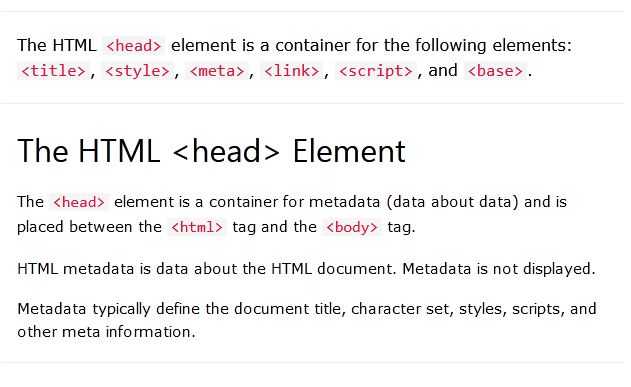 The HTML <head> element is a container for the following elements:
<title>, <style>, <meta>, <link>, <script>, and <base>.
The HTML <head> Element
The <head> element is a container for metadata (data about data) and is
placed between the <html> tag and the <body> tag.
HTML metadata is data about the HTML document. Metadata is not displayed.
Metadata typically define the document title, character set, styles, scripts, and
other meta information.